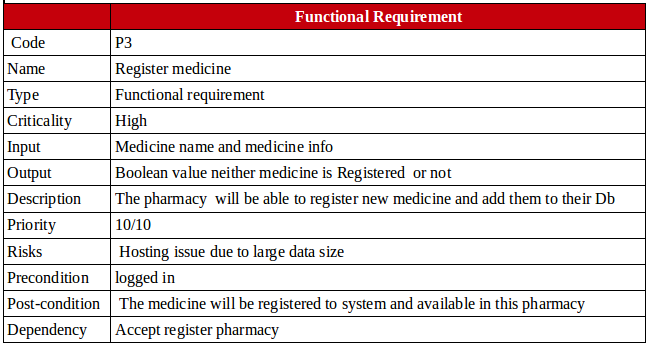 Functional Requirement
Code P3
Name Register medicine
Type Functional requirement
Criticality High
Input Medicine name and medicine info
Output Boolean value neither medicine is Registered or not
Description The pharmacy will be able to register new medicine and add them to their Db
Priority 10/10
Risks Hosting issue due to large data size
Precondition logged in
Post-condition The medicine will be registered to system and available in this pharmacy
Dependency Accept register pharmacy